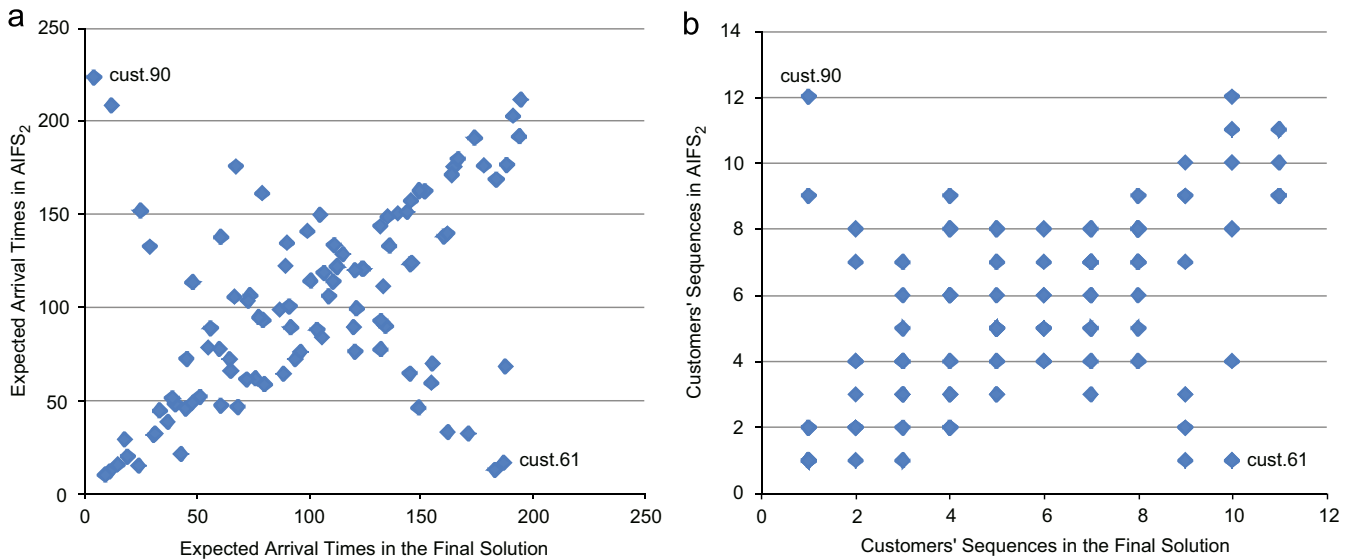 a
250
200
150
100
50
0
0 50 100 150 200 250
cust.90
cust.61
Expected Arrival Times in AIFS2
Expected Arrival Times in the Final Solution
b
14
12
10
8
6
4
2
0
0 2 4 6 8 10 12
cust.90
cust.61
Customers' Sequences in AIFS2
Customers' Sequences in the Final Solution